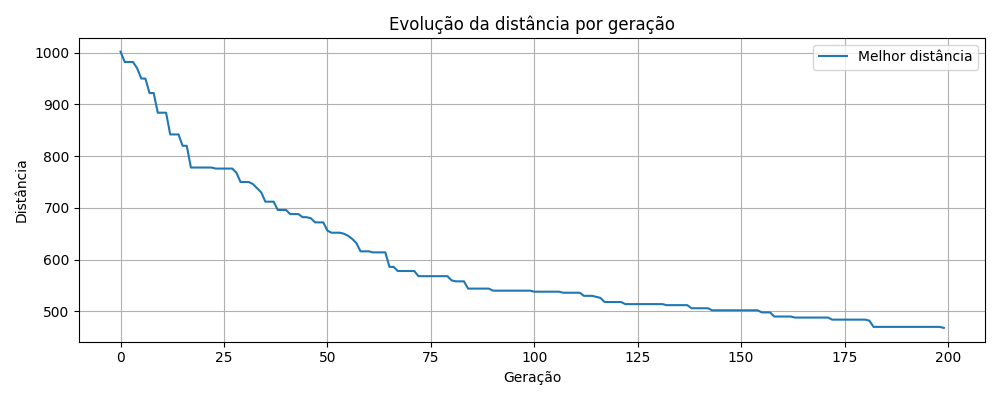 Evolução da distância por geração
Melhor distância
Distância
1000
900
800
700
600
500
0 25 50 75 100 125 150 175 200
Geração